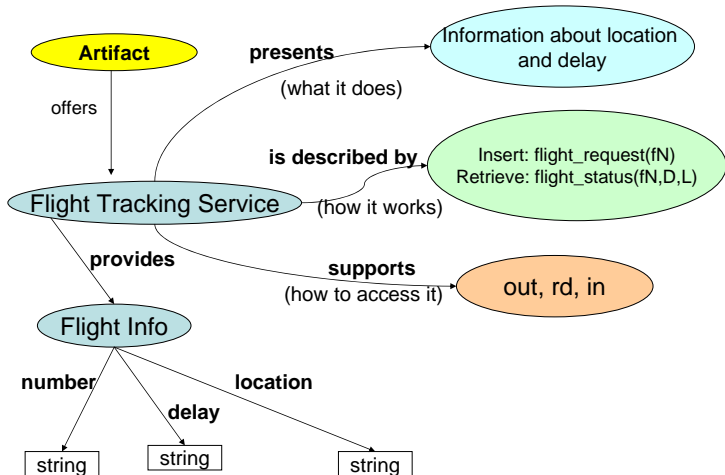 Artifact
presents
Information about location
and delay
offers
(what it does)
is described by
Insert: flight_request(fN)
Retrieve: flight_status(fN,D,L)
Flight Tracking Service
(how it works)
provides
supports
(how to access it)
out, rd, in
Flight Info
number
location
delay
string
string
string